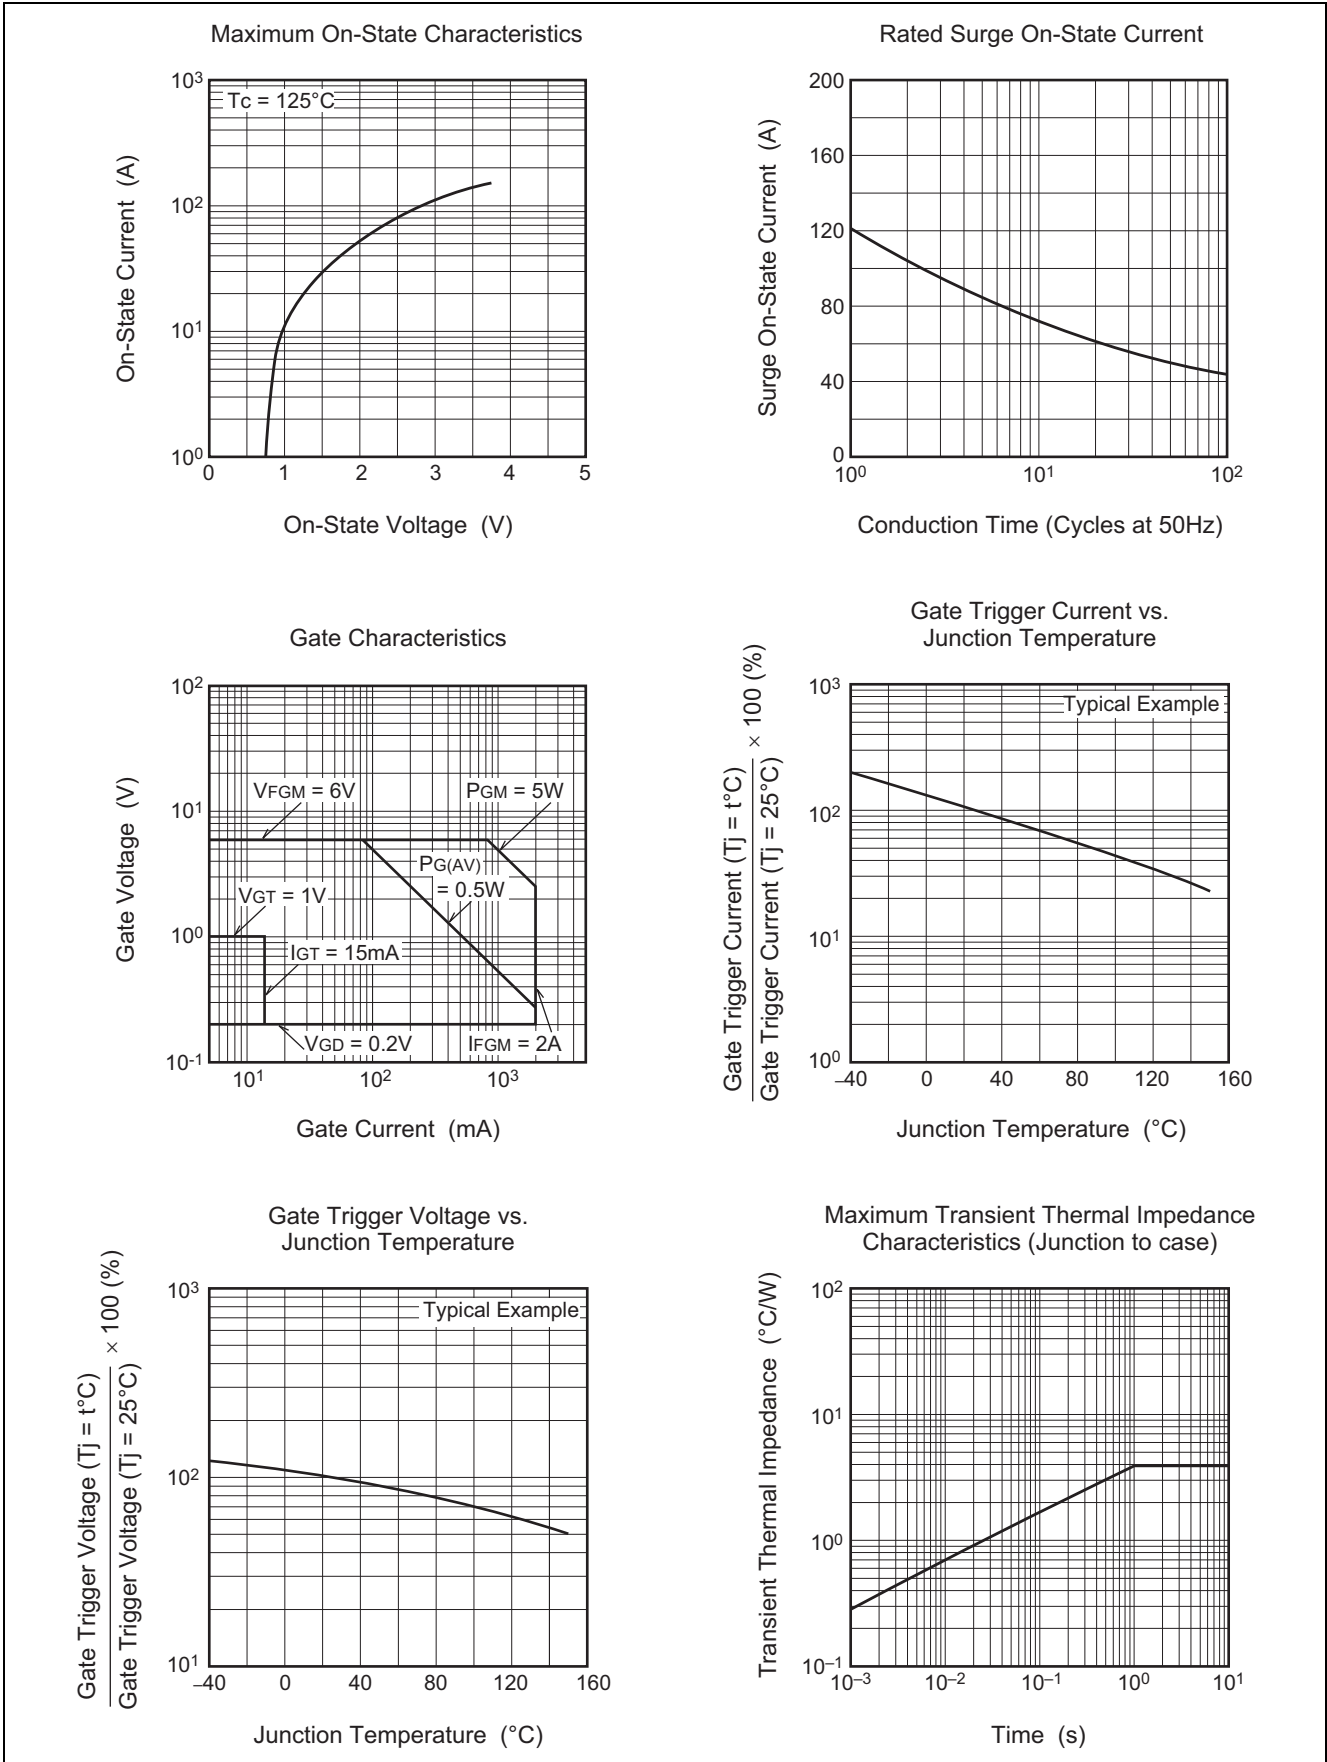 Maximum On-State Characteristics
On-State Current (A)
10³
10²
10¹
10⁰
Tc = 125°C
0 1 2 3 4 5
On-State Voltage (V)
Rated Surge On-State Current
Surge On-State Current (A)
200
160
120
80
40
0
10⁰ 10¹ 10²
Conduction Time (Cycles at 50Hz)
Gate Characteristics
Gate Voltage (V)
10²
10¹
10⁰
10-1
VFGM = 6V
PGM = 5W
PG(AV)
= 0.5W
VGT = 1V
IGT = 15mA
VGD = 0.2V
IFGM = 2A
10¹ 10² 10³
Gate Current (mA)
Gate Trigger Current vs.
Junction Temperature
Gate Trigger Current (Tj = t°C)
Gate Trigger Current (Tj = 25°C)
× 100 (%)
10³
10²
10¹
10⁰
Typical Example
–40 0 40 80 120 160
Junction Temperature (°C)
Gate Trigger Voltage vs.
Junction Temperature
Gate Trigger Voltage (Tj = t°C)
Gate Trigger Voltage (Tj = 25°C)
× 100 (%)
10³
10²
10¹
Typical Example
–40 0 40 80 120 160
Junction Temperature (°C)
Maximum Transient Thermal Impedance
Characteristics (Junction to case)
Transient Thermal Impedance (°C/W)
10²
10¹
10⁰
10–1
10–3 10–2 10–1 10⁰ 10¹
Time (s)